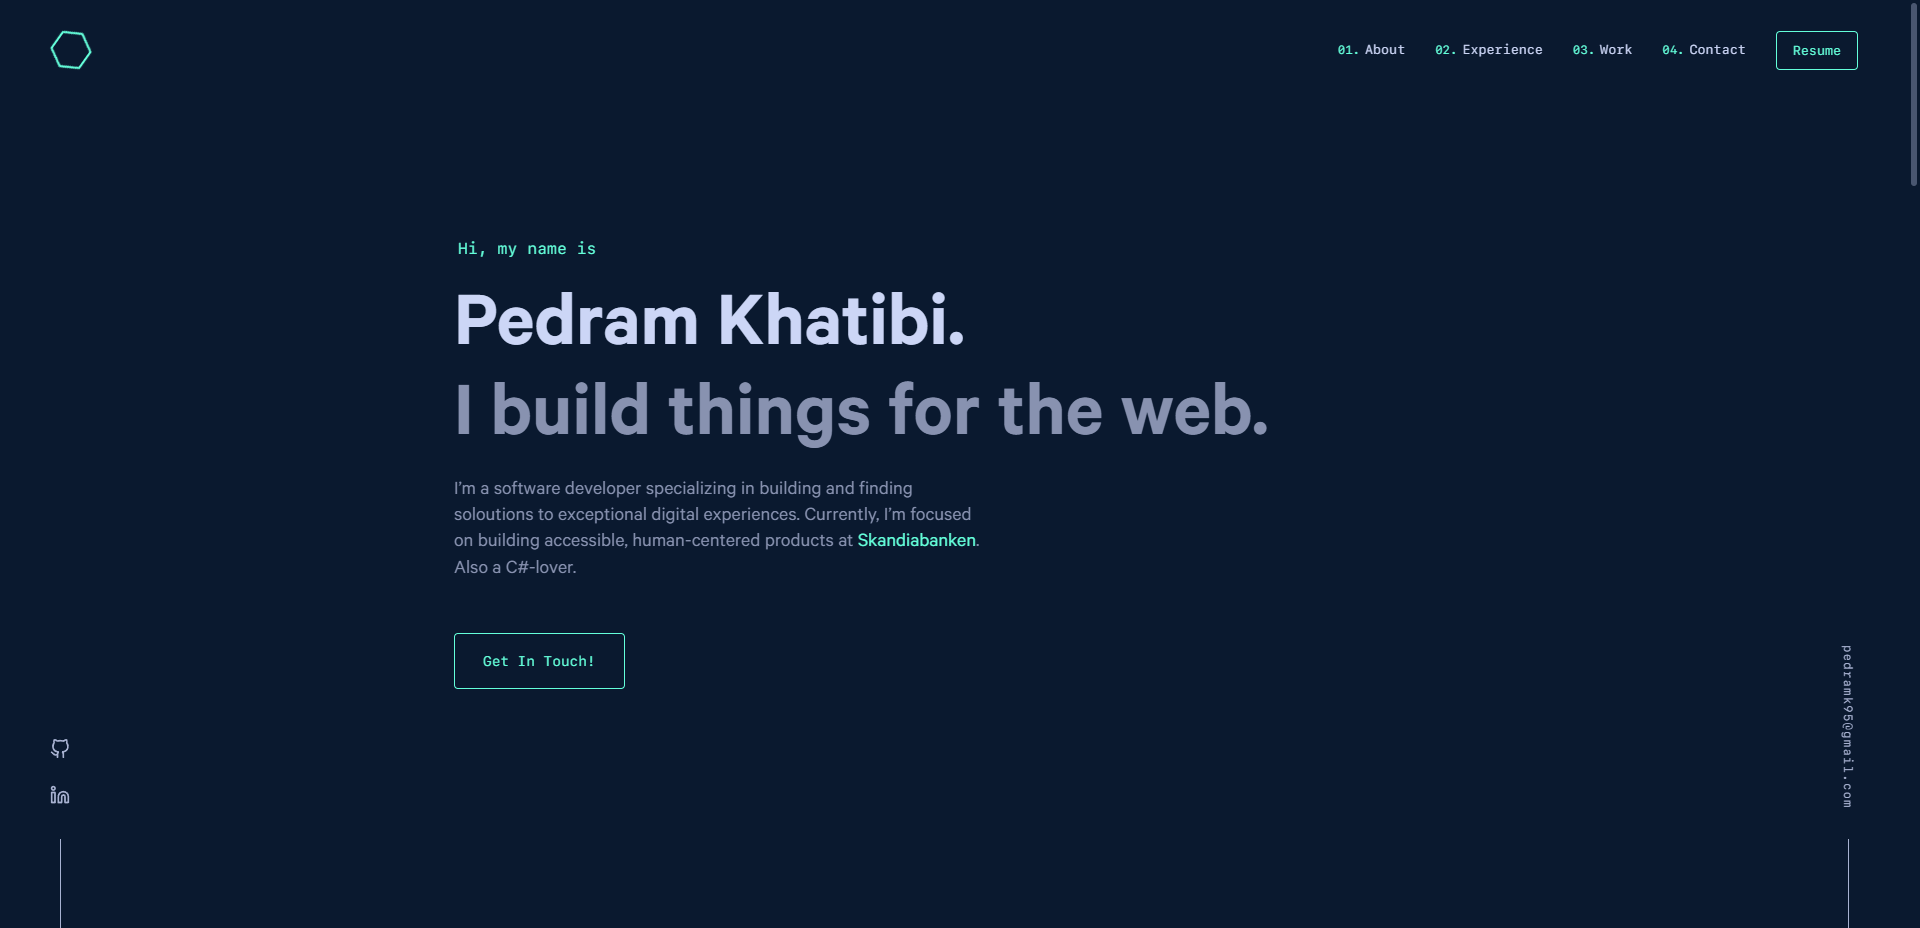 01. About 02. Experience 03. Work 04. Contact Resume
Hi, my name is
Pedram Khatibi.
I build things for the web.
I’m a software developer specializing in building and finding
soloutions to exceptional digital experiences. Currently, I’m focused
on building accessible, human-centered products at Skandiabanken.
Also a C#-lover.
Get In Touch!
pedramk95@gmail.com